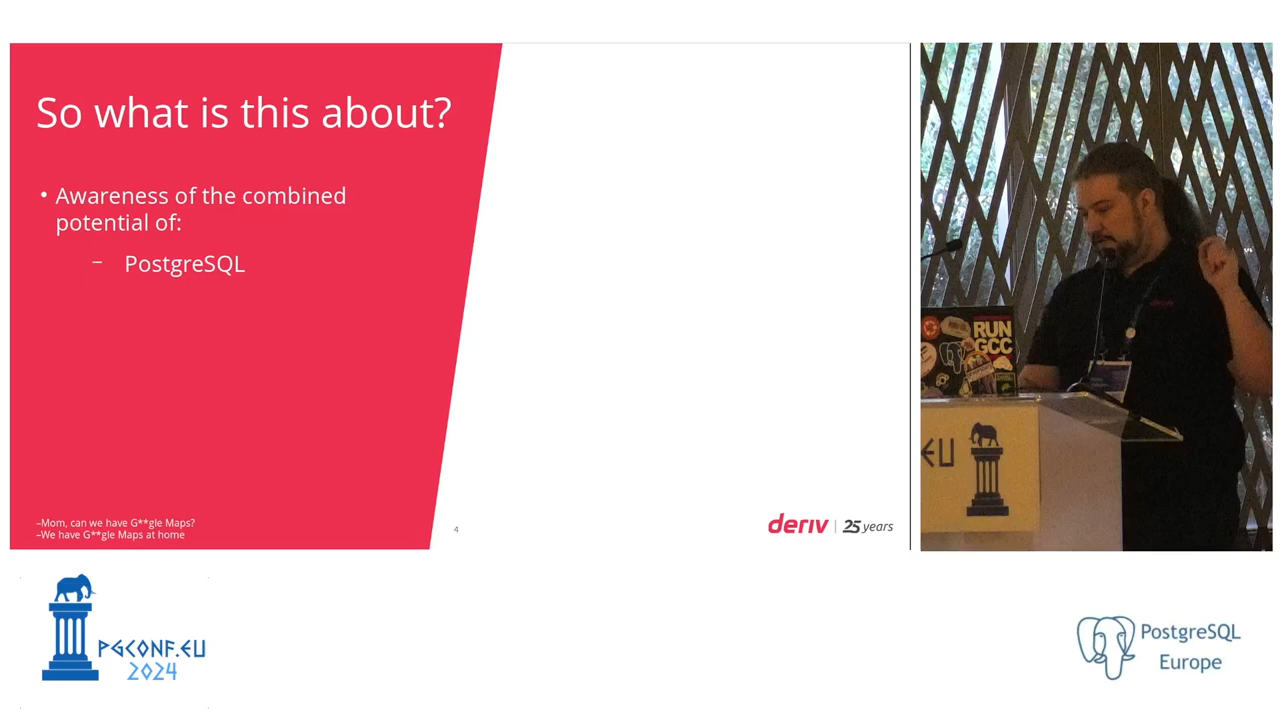 So what is this about?
• Awareness of the combined
potential of:
– PostgreSQL
–Mom, can we have G**gle Maps?
–We have G**gle Maps at home
4
deriv | 25 years
RUN
GCC
EU
PGCONF.EU
2024
PostgreSQL
Europe